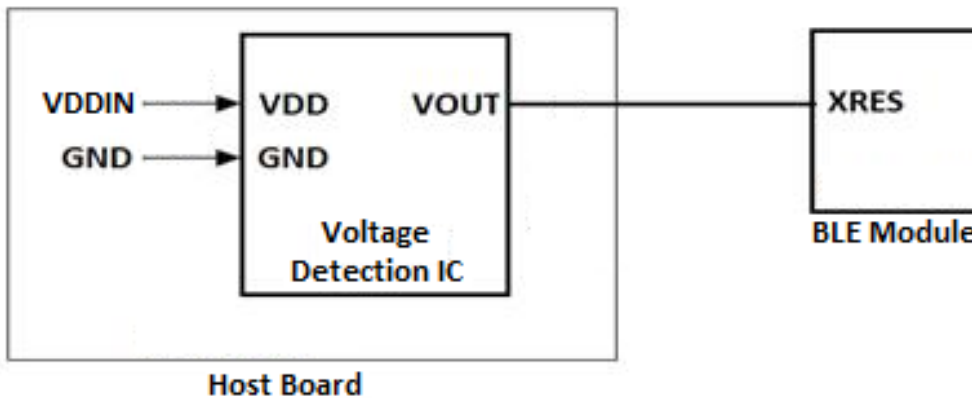 VDDIN VDD VOUT XRES
GND GND
Voltage
Detection IC
BLE Module
Host Board